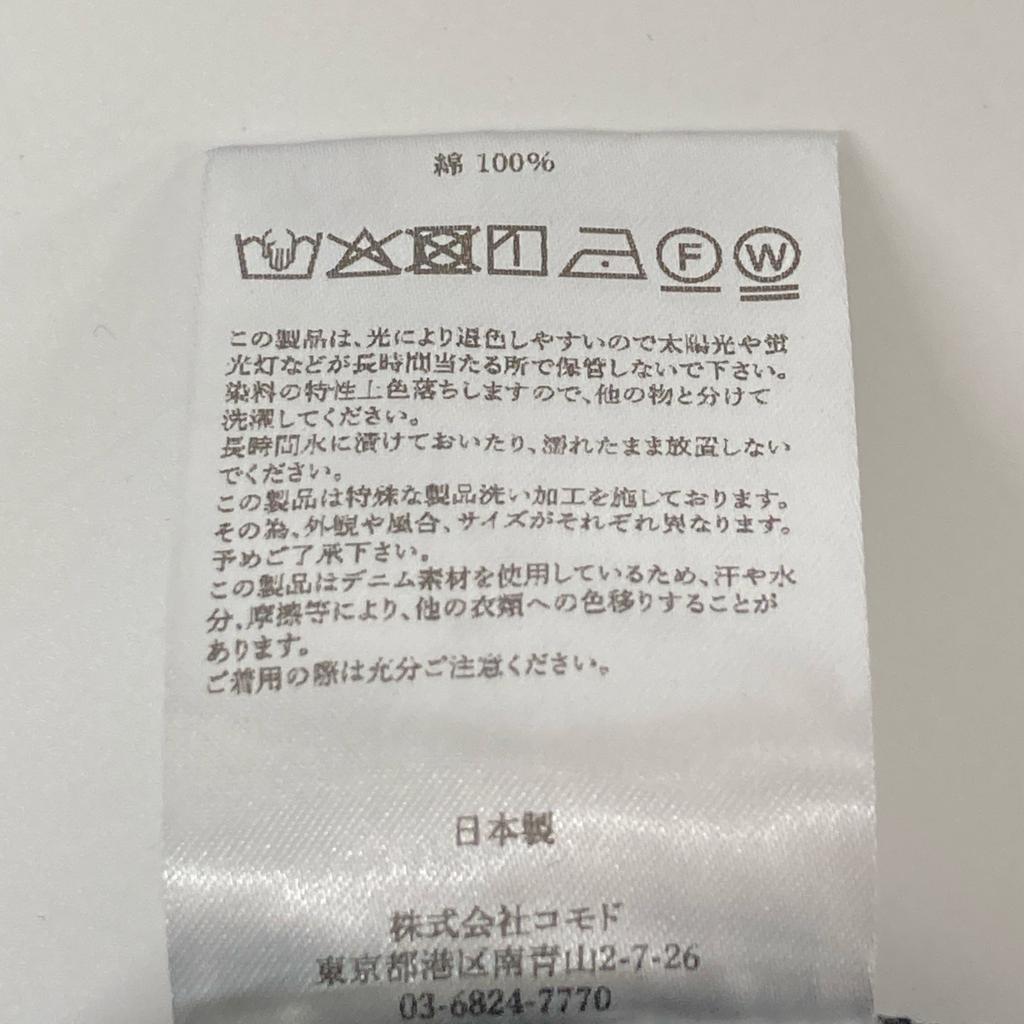 綿 100%
F W
この製品は、光により退色しやすいので太陽光や蛍
光灯などが長時間当たる所で保管しないで下さい。
染料の特性上色落ちしますので、他の物と分けて
洗濯してください。
長時間水に漬けておいたり、濡れたまま放置しない
でください。
この製品は特殊な製品洗い加工を施しております。
その為、外観や風合、サイズがそれぞれ異なります。
予めご了承下さい。
この製品はデニム素材を使用しているため、汗や水
分、摩擦等により、他の衣類への色移りすることが
あります。
ご着用の際は充分ご注意ください。
日本製
株式会社コモド
東京都港区南青山2-7-26
03-6824-7770